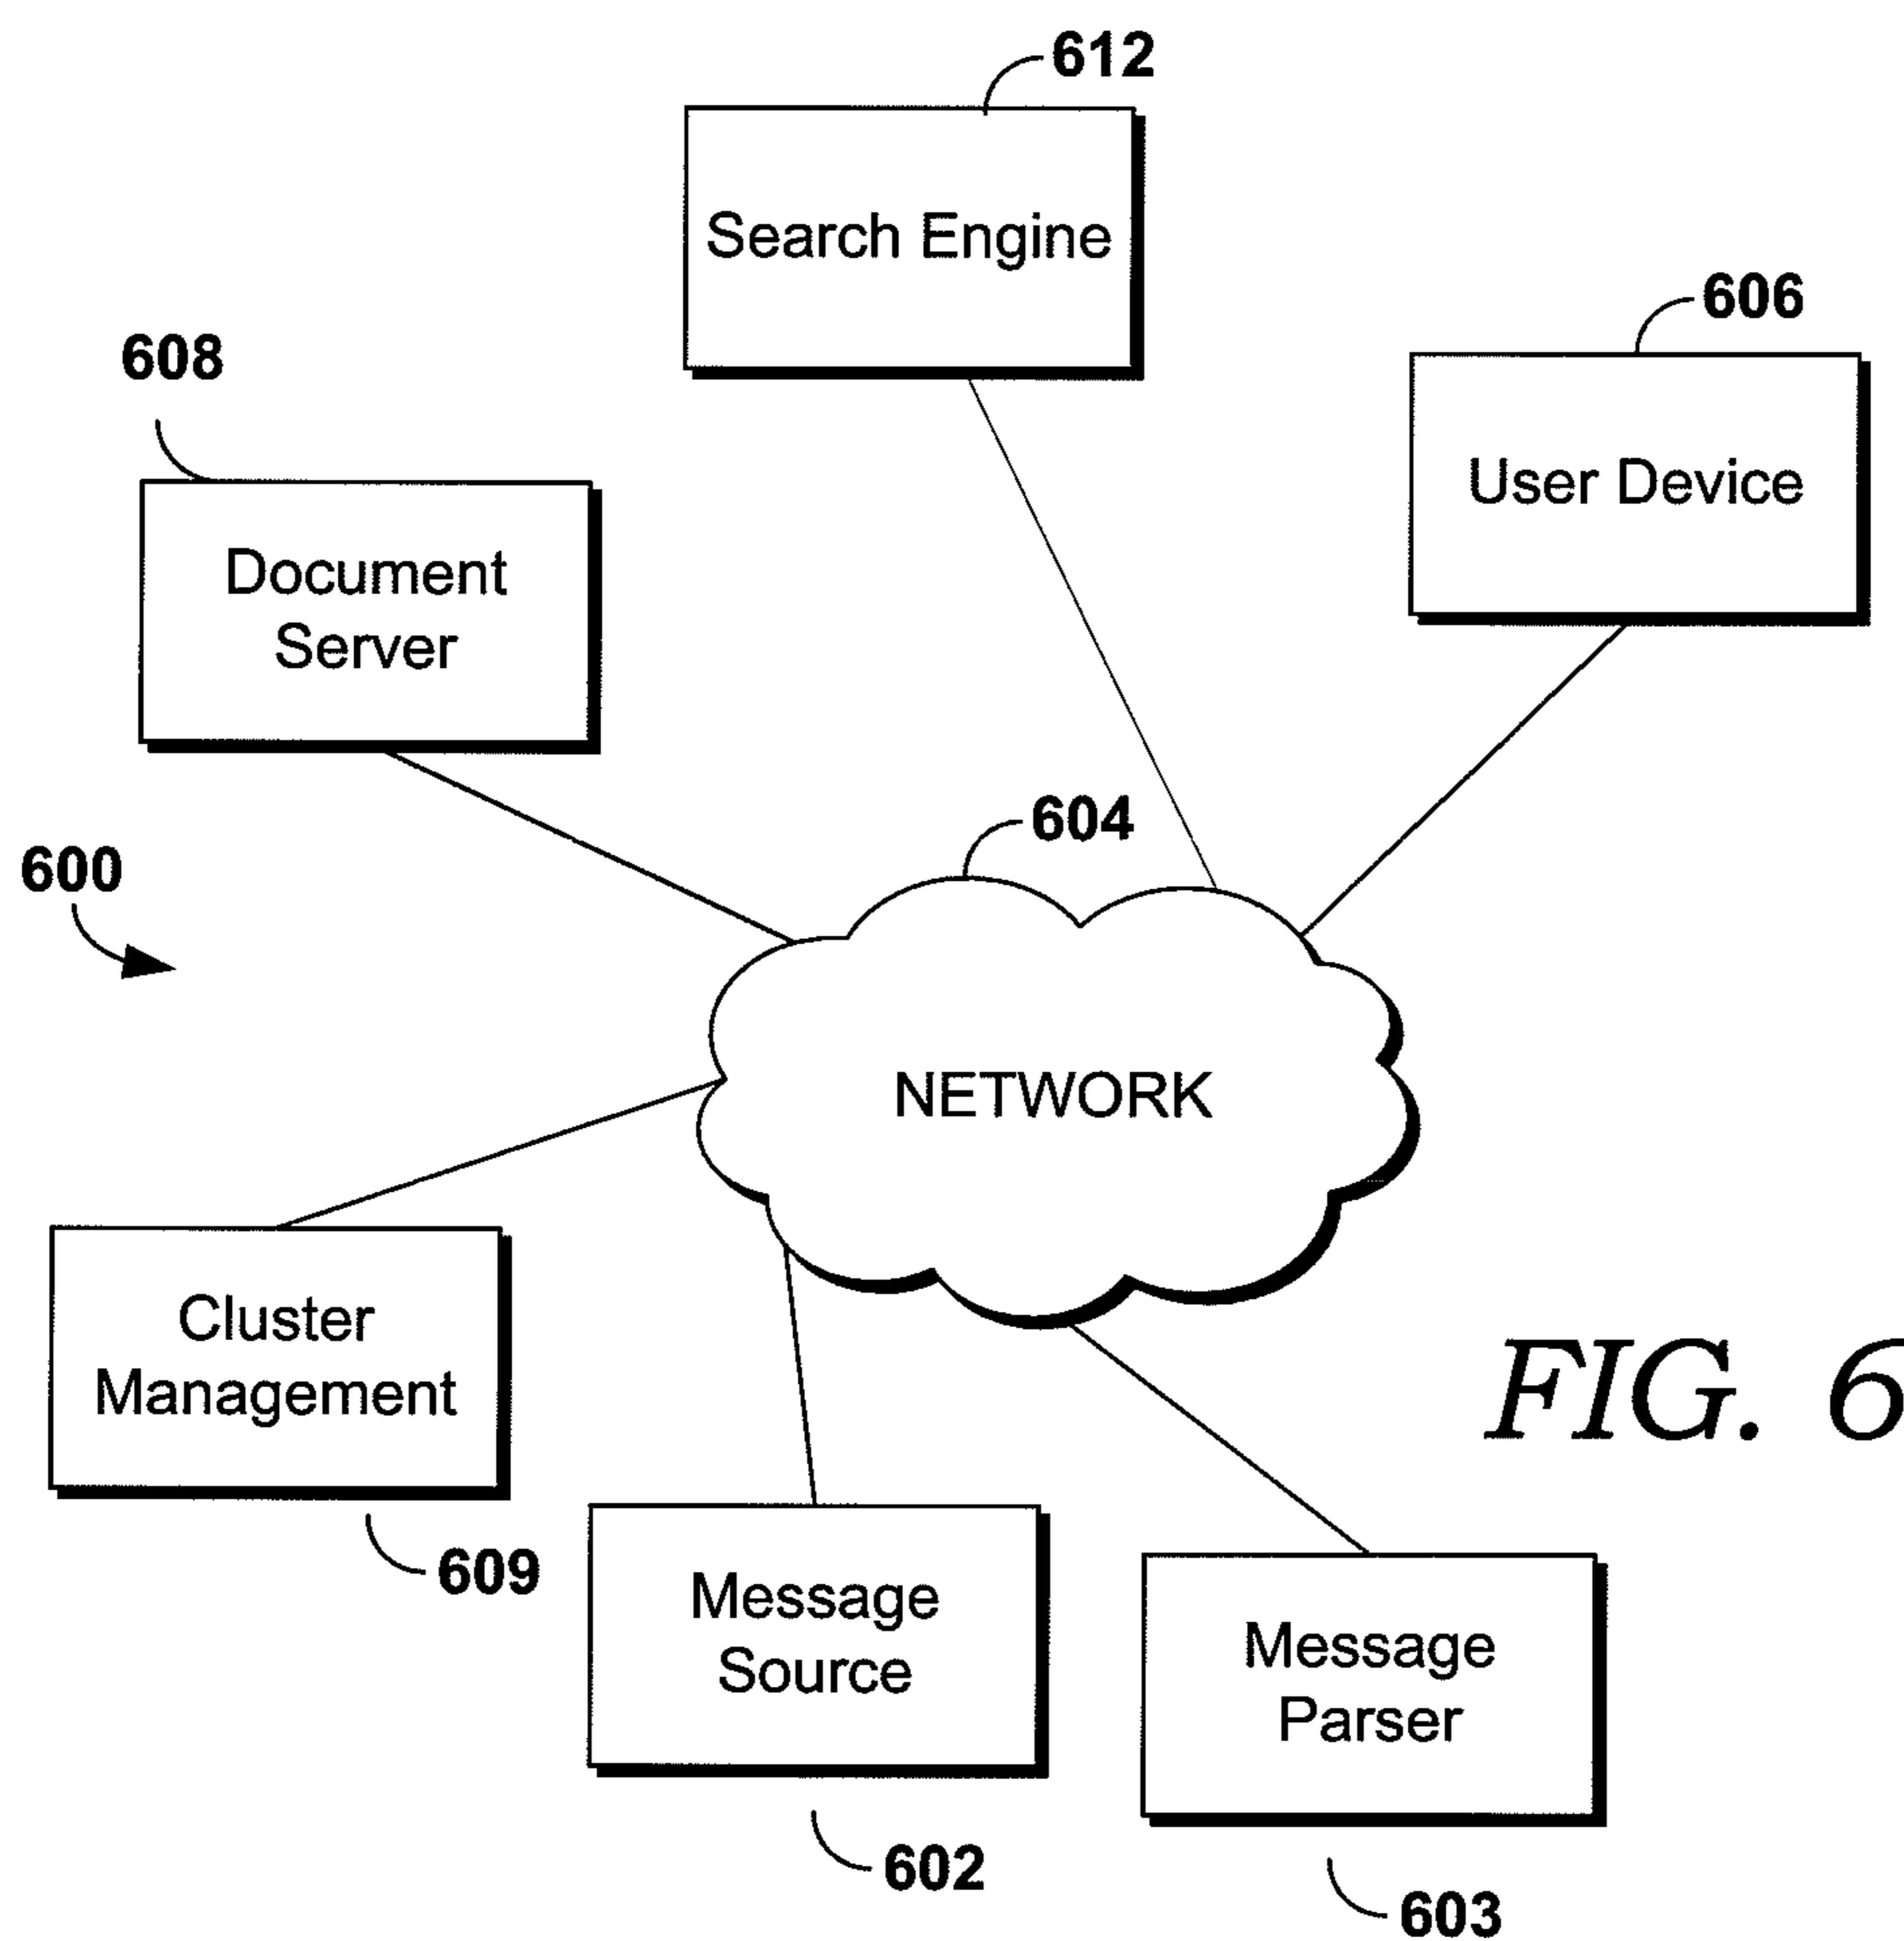 612
Search Engine
606
User Device
608
Document
Server
604
600
NETWORK
Cluster
Management
609
FIG. 6
Message
Source
602
Message
Parser
603